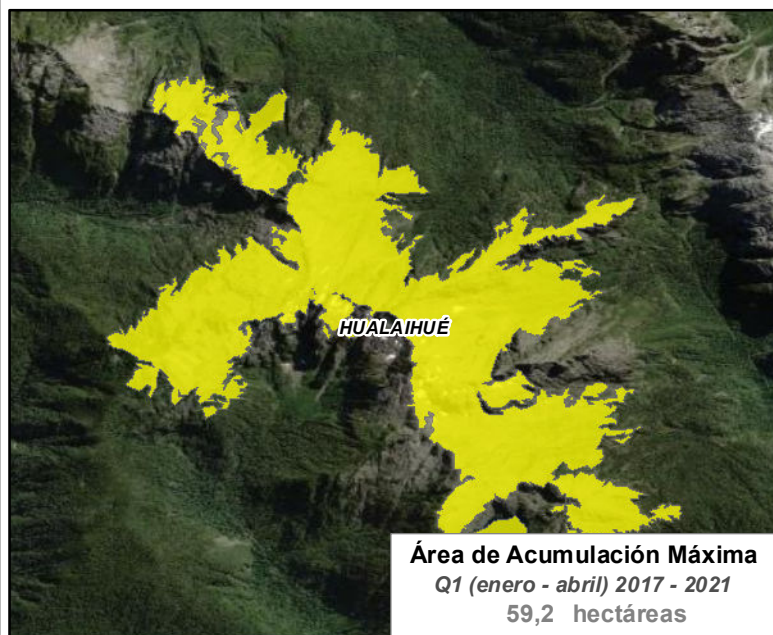 HUALAIHUÉ
Área de Acumulación Máxima
Q1 (enero - abril) 2017 - 2021
59,2 hectáreas